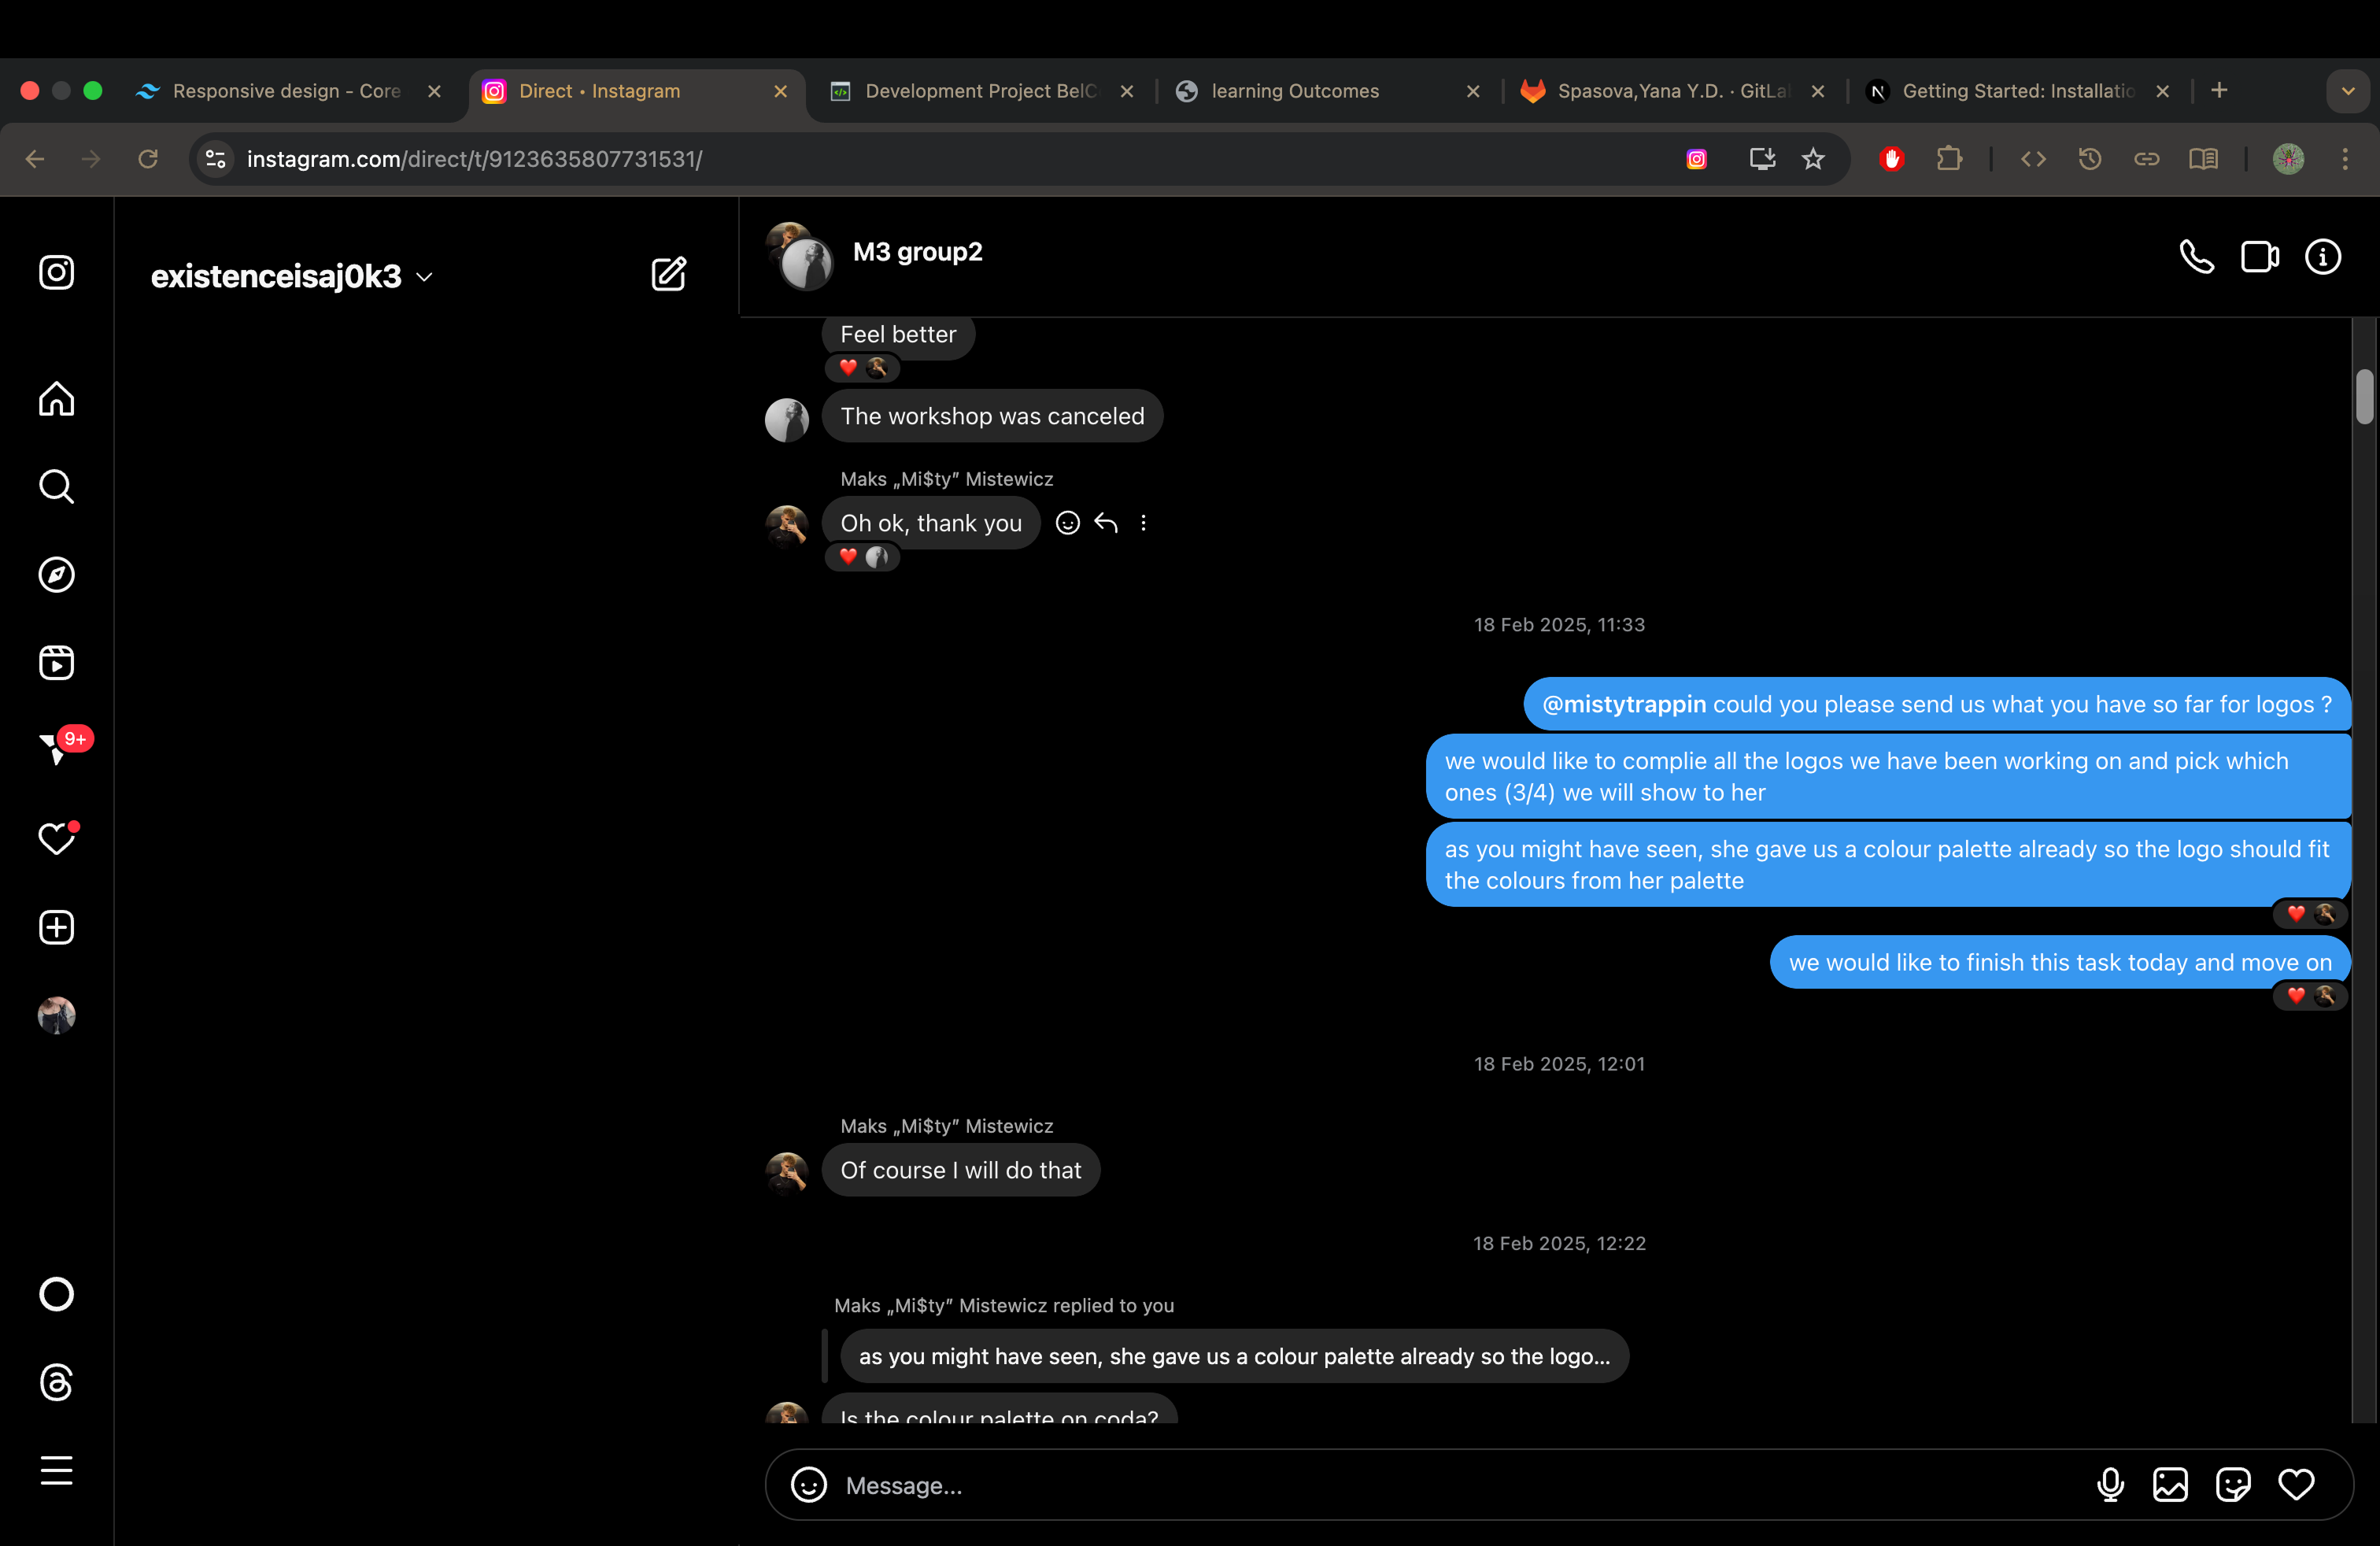 Responsive design - Core
Direct • Instagram
Development Project BelC
learning Outcomes
Spasova,Yana Y.D. · GitLa
Getting Started: Installatio
instagram.com/direct/t/9123635807731531/
existenceisaj0k3
M3 group2
Feel better
The workshop was canceled
Maks „Mi$ty” Mistewicz
Oh ok, thank you
18 Feb 2025, 11:33
@mistytrappin could you please send us what you have so far for logos ?
we would like to complie all the logos we have been working on and pick which
ones (3/4) we will show to her
as you might have seen, she gave us a colour palette already so the logo should fit
the colours from her palette
we would like to finish this task today and move on
9+
18 Feb 2025, 12:01
Maks „Mi$ty” Mistewicz
Of course I will do that
18 Feb 2025, 12:22
Maks „Mi$ty” Mistewicz replied to you
as you might have seen, she gave us a colour palette already so the logo...
Is the colour palette on coda?
Message...